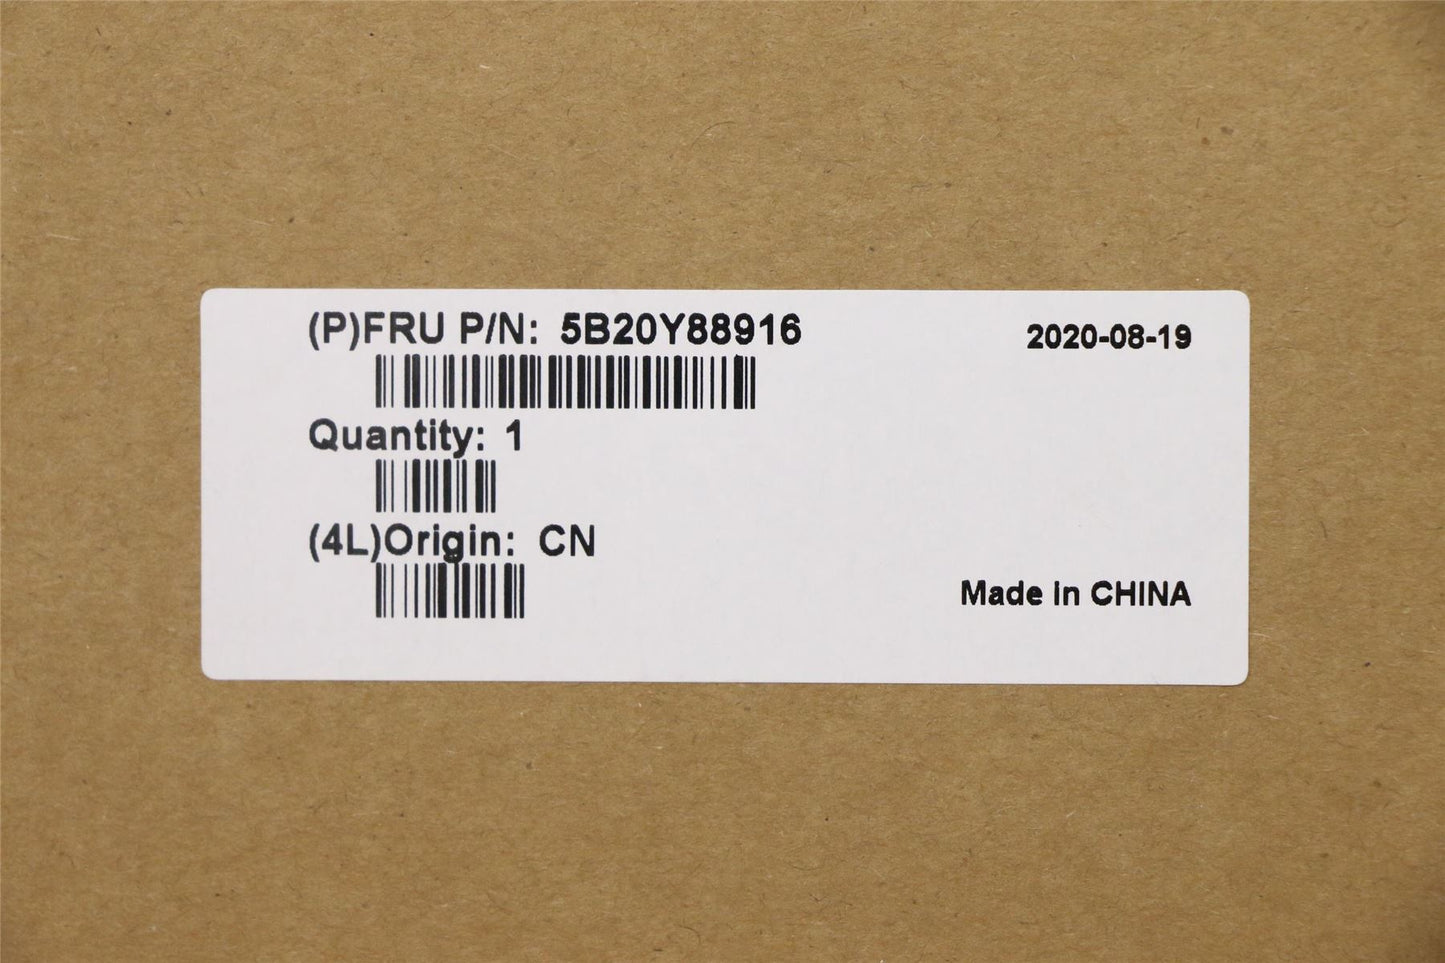 (P)FRU P/N: 5B20Y88916
2020-08-19
Quantity: 1
(4L)Origin: CN
Made in CHINA